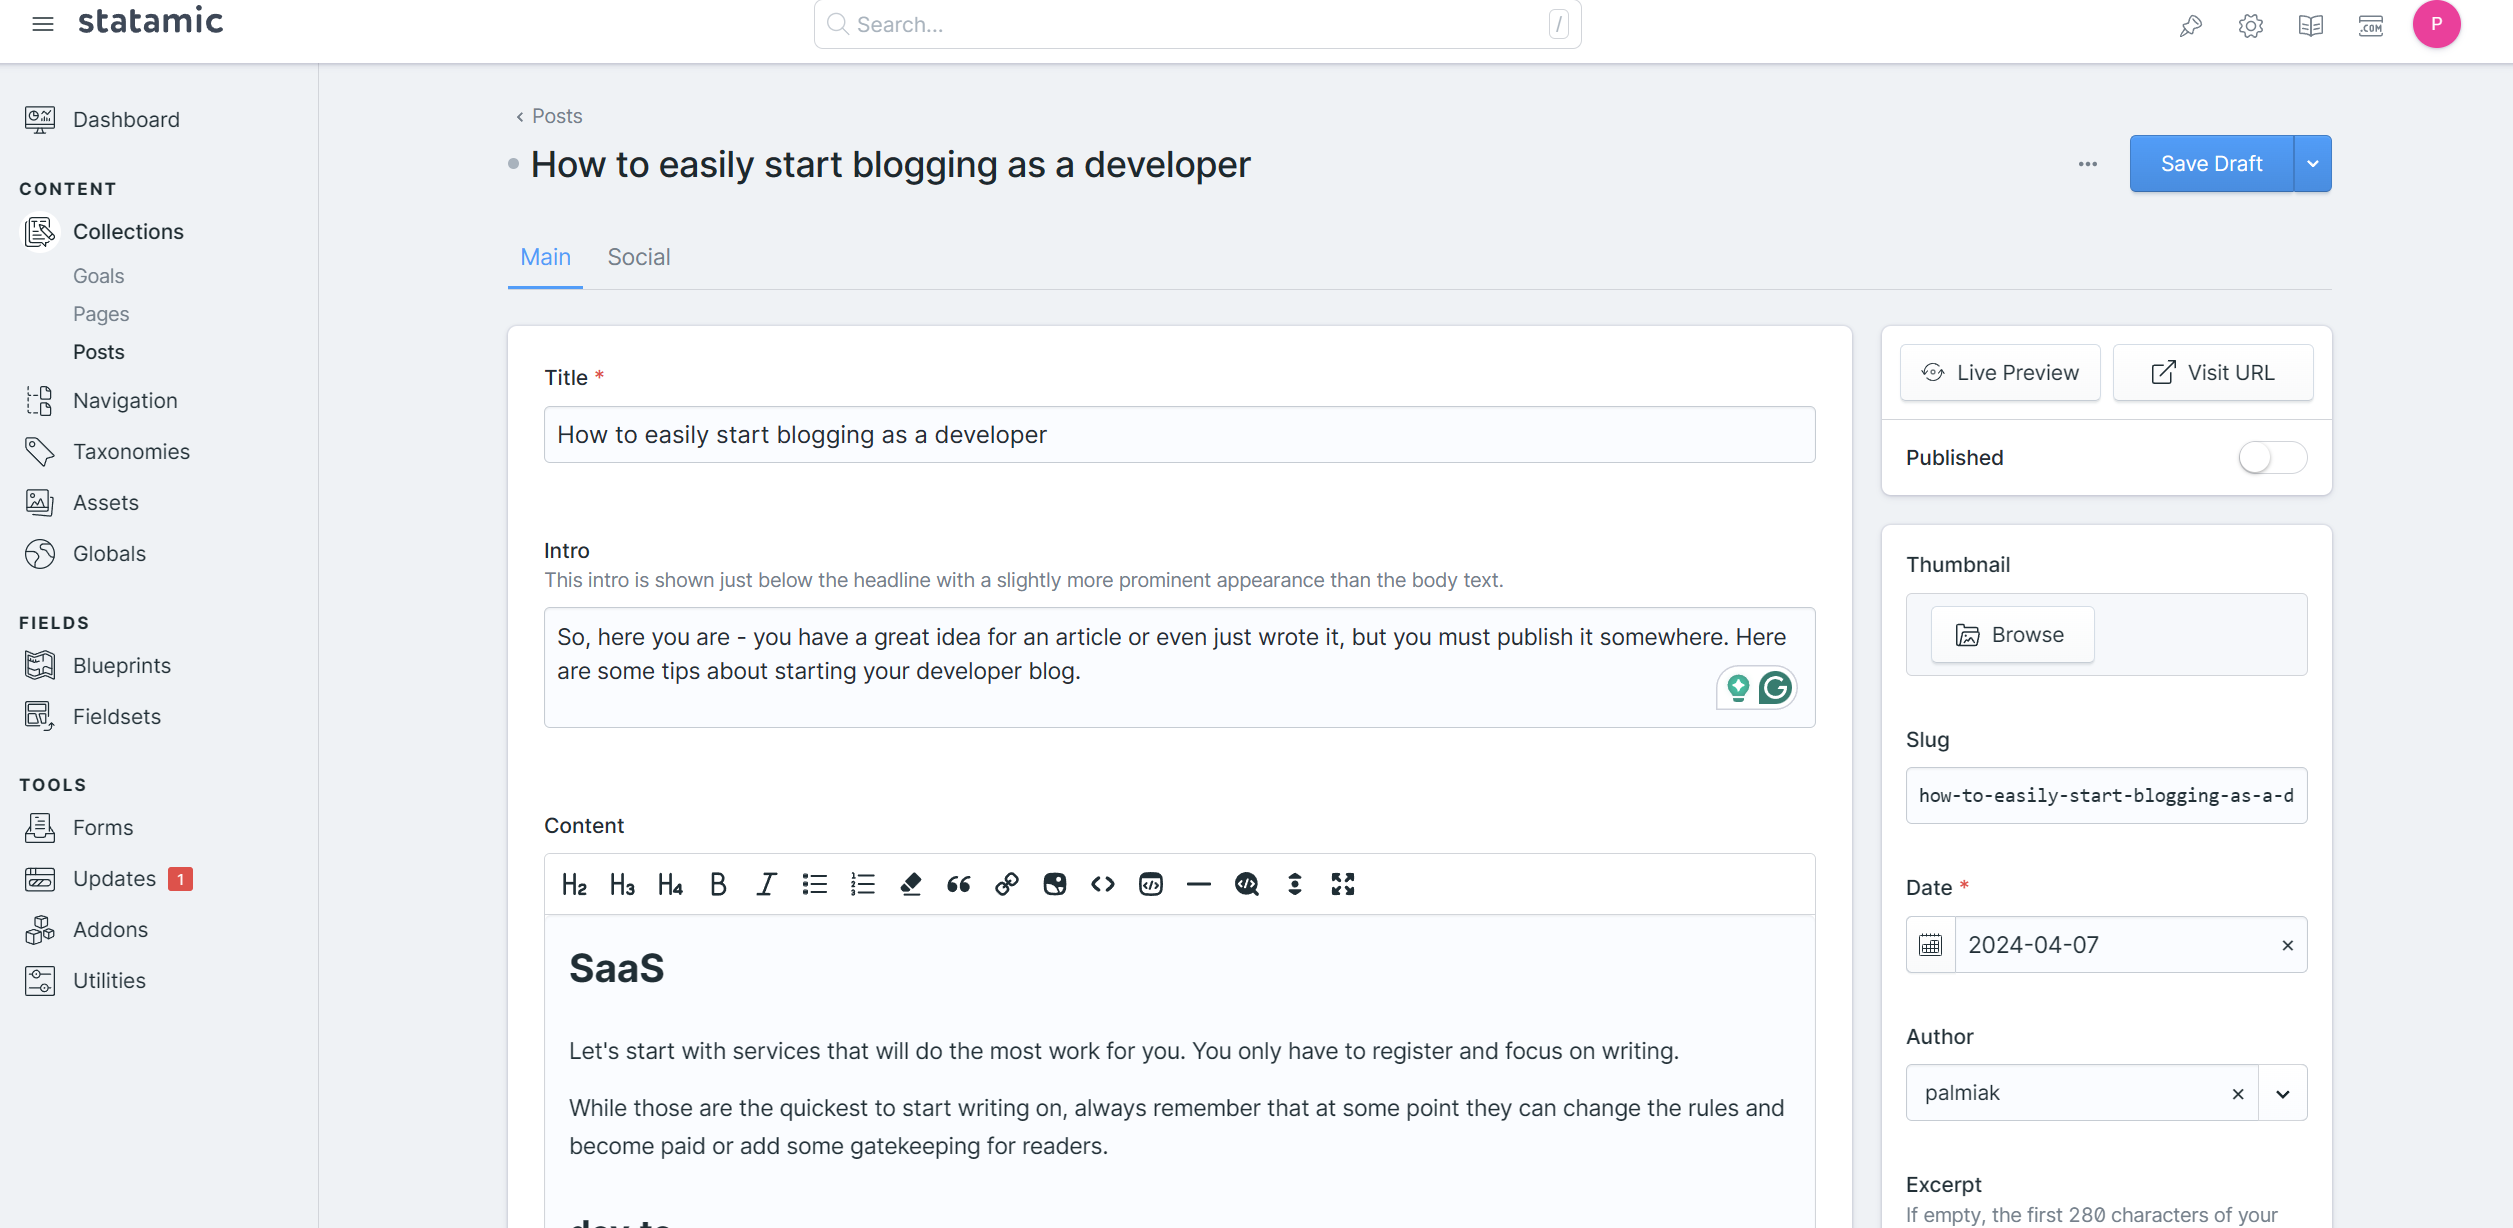 statamic
Search...
/
.COM
P
Dashboard
CONTENT
Collections
Goals
Pages
Posts
Navigation
Taxonomies
Assets
Globals
FIELDS
Blueprints
Fieldsets
TOOLS
Forms
Updates 1
Addons
Utilities
‹ Posts
How to easily start blogging as a developer
Save Draft
Main Social
Title *
How to easily start blogging as a developer
Intro
This intro is shown just below the headline with a slightly more prominent appearance than the body text.
So, here you are - you have a great idea for an article or even just wrote it, but you must publish it somewhere. Here
are some tips about starting your developer blog.
Content
H2 H3 H4 B I
SaaS
Let's start with services that will do the most work for you. You only have to register and focus on writing.
While those are the quickest to start writing on, always remember that at some point they can change the rules and
become paid or add some gatekeeping for readers.
Live Preview
Visit URL
Published
Thumbnail
Browse
Slug
how-to-easily-start-blogging-as-a-d
Date *
2024-04-07 ×
Author
palmiak ×
Excerpt
If empty, the first 280 characters of your